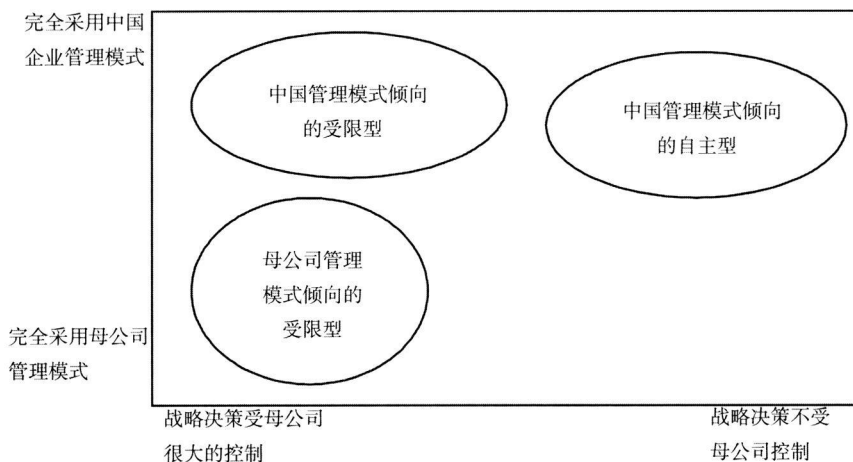 完全采用中国
企业管理模式
中国管理模式倾向
的受限型
中国管理模式倾向
的自主型
母公司管理
模式倾向的
受限型
完全采用母公司
管理模式
战略决策受母公司
很大的控制
战略决策不受
母公司控制